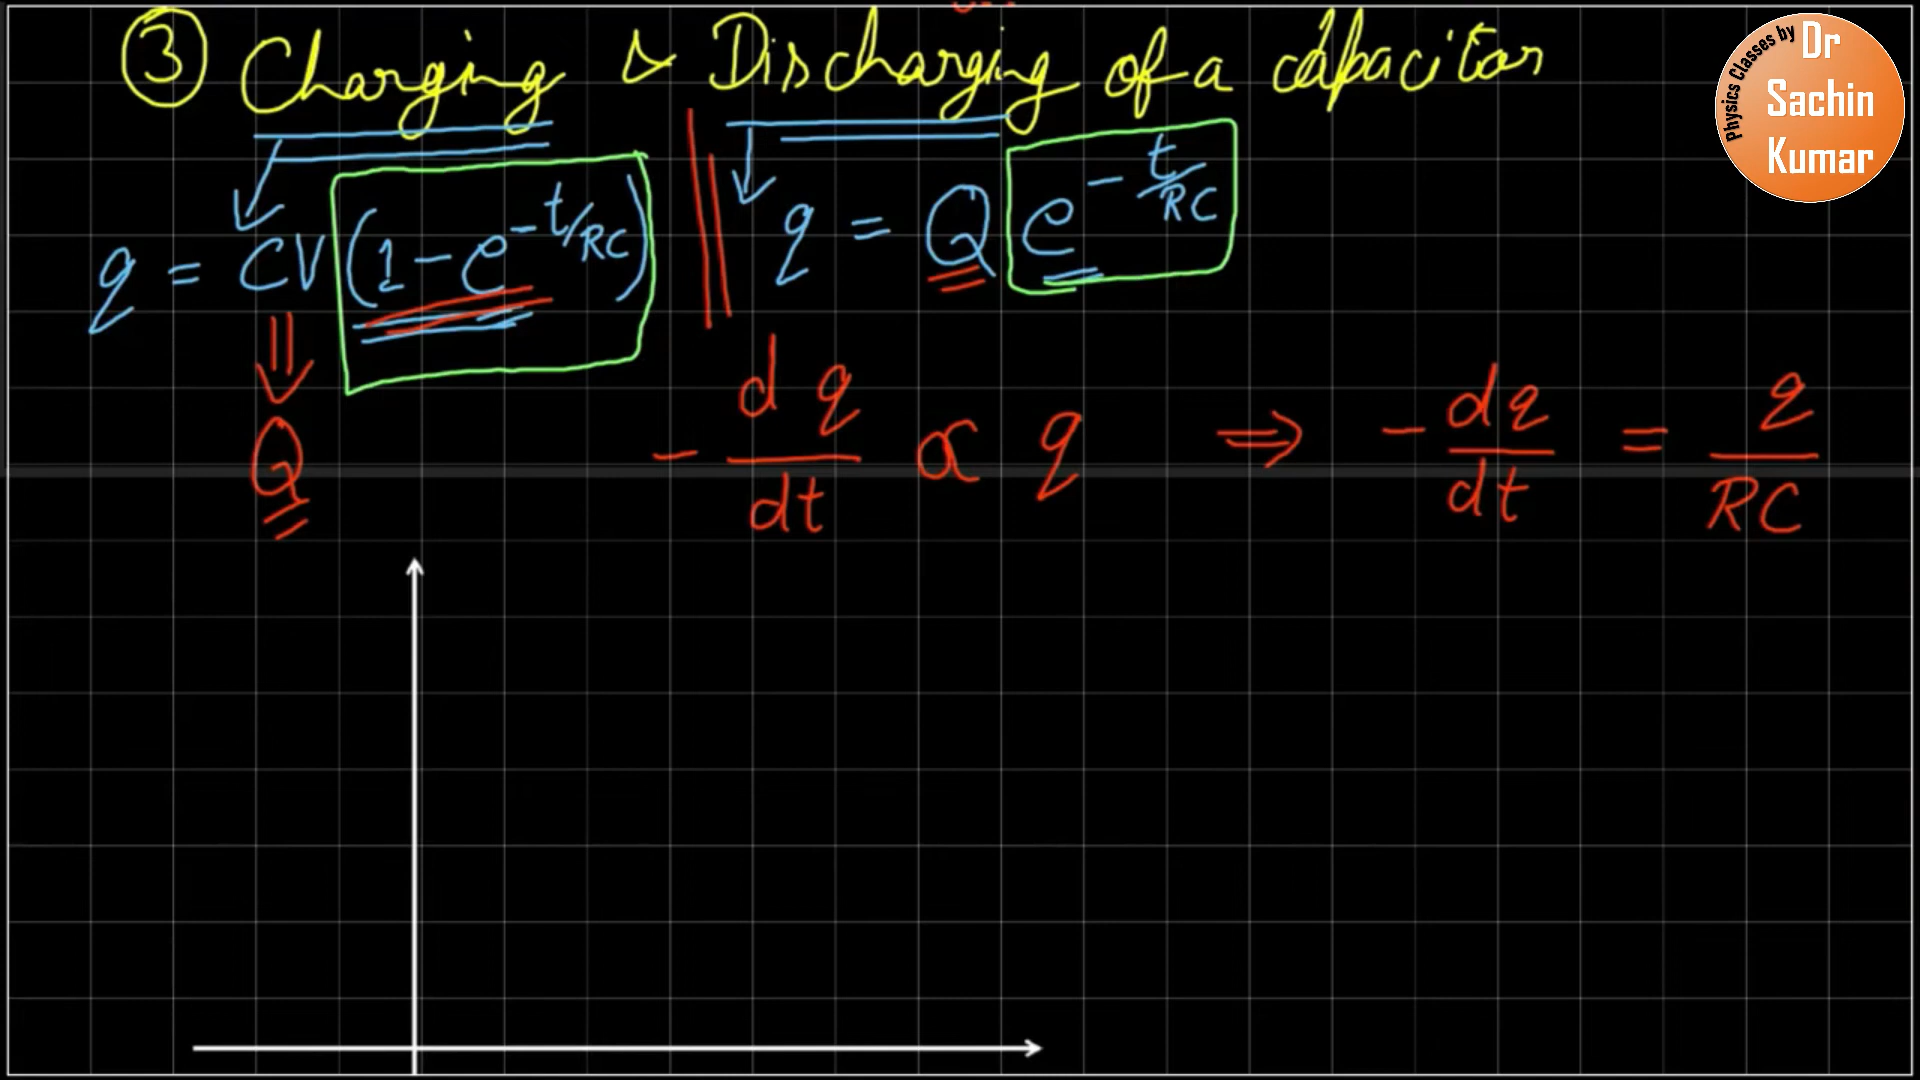 ③ Charging & Discharging of a capacitor
q = CV(1 - e^{-t/RC})
q = Q e^{-t/RC}
Q
- dq/dt ∝ q ⇒ - dq/dt = q/RC
Physics Classes by
Dr
Sachin
Kumar